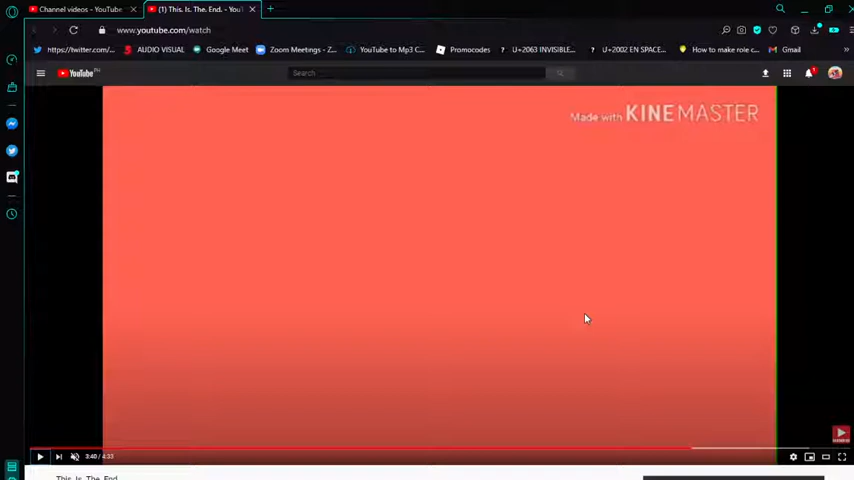 Channel videos - YouTube
(1) This. Is. The. End. - YouT
www.youtube.com/watch
https://twitter.com/...
AUDIO VISUAL
Google Meet
Zoom Meetings - Z...
YouTube to Mp3 C...
Promocodes
U+2063 INVISIBLE...
U+2002 EN SPACE...
How to make role c...
Gmail
YouTube
Search
1
Made with KINEMASTER
3:40 / 4:33
This. Is. The. End.